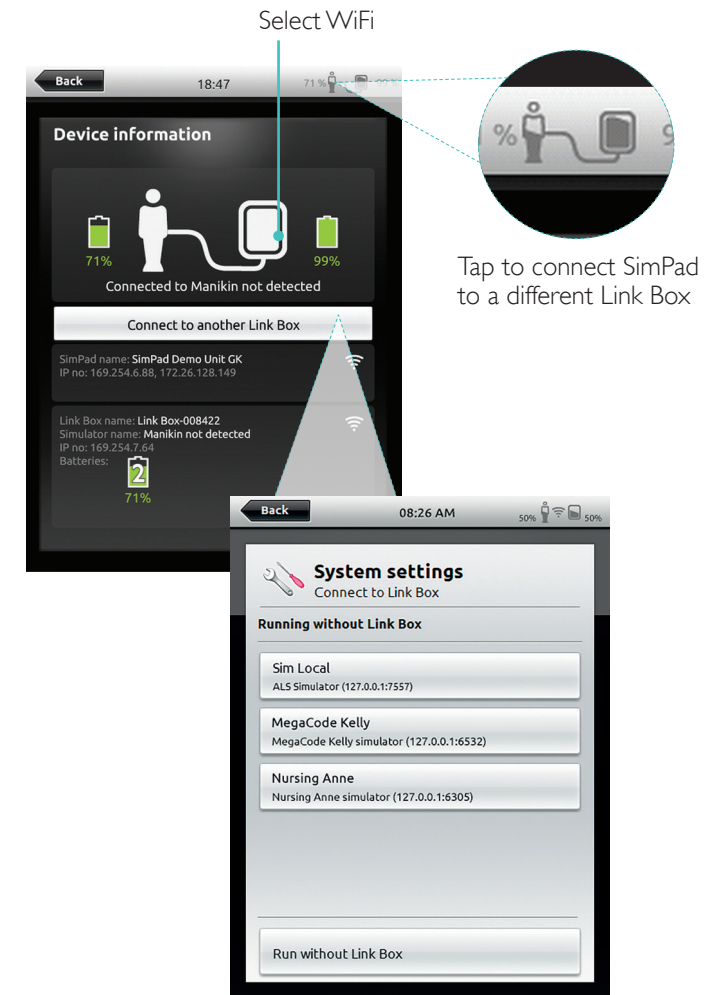 Select WiFi
Back
18:47
71 %
99 %
%
9
Device information
71%
99%
Connected to Manikin not detected
Tap to connect SimPad
to a different Link Box
Connect to another Link Box
SimPad name: SimPad Demo Unit GK
IP no: 169.254.6.88, 172.26.128.149
Link Box name: Link Box-008422
Simulator name: Manikin not detected
IP no: 169.254.7.64
Batteries:
2
71%
Back
08:26 AM
50%
50%
System settings
Connect to Link Box
Running without Link Box
Sim Local
ALS Simulator (127.0.0.1:7557)
MegaCode Kelly
MegaCode Kelly simulator (127.0.0.1:6532)
Nursing Anne
Nursing Anne simulator (127.0.0.1:6305)
Run without Link Box